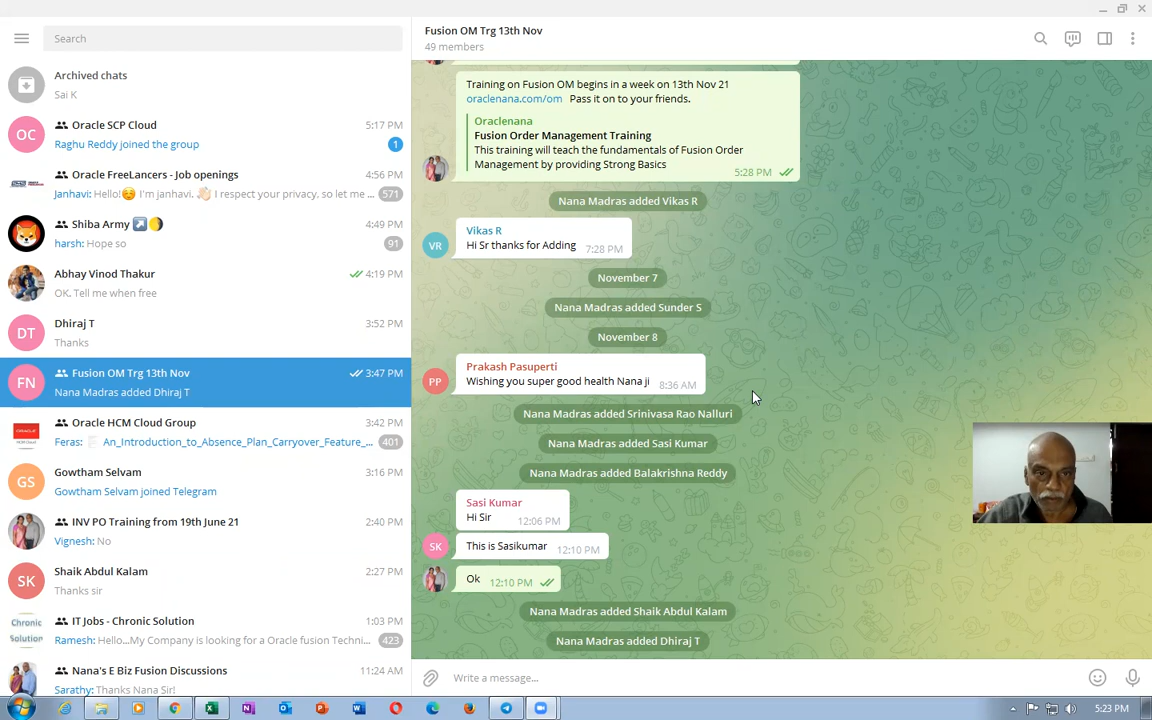 Search
Archived chats
Sai K
OC
Oracle SCP Cloud
5:17 PM
Raghu Reddy joined the group
1
Oracle FreeLancers - Job openings
4:56 PM
Janhavi: Hello!😊 I'm janhavi. 👋🏻 I respect your privacy, so let me ...
571
Shiba Army ↗️🌖
4:49 PM
harsh: Hope so
91
Abhay Vinod Thakur
4:19 PM
OK. Tell me when free
DT
Dhiraj T
3:52 PM
Thanks
FN
Fusion OM Trg 13th Nov
3:47 PM
Nana Madras added Dhiraj T
Oracle HCM Cloud Group
3:42 PM
Feras: An_Introduction_to_Absence_Plan_Carryover_Feature_...
401
GS
Gowtham Selvam
3:16 PM
Gowtham Selvam joined Telegram
INV PO Training from 19th June 21
2:40 PM
Vignesh: No
SK
Shaik Abdul Kalam
2:27 PM
Thanks sir
Chronic
Solution
IT Jobs - Chronic Solution
1:03 PM
Ramesh: Hello...My Company is looking for a Oracle fusion Techni...
423
Nana's E Biz Fusion Discussions
11:24 AM
Sarathy: Thanks Nana Sir!
Fusion OM Trg 13th Nov
49 members
Training on Fusion OM begins in a week on 13th Nov 21
oraclenana.com/om Pass it on to your friends.
Oraclenana
Fusion Order Management Training
This training will teach the fundamentals of Fusion Order
Management by providing Strong Basics
5:28 PM
Nana Madras added Vikas R
VR
Vikas R
Hi Sr thanks for Adding
7:28 PM
November 7
Nana Madras added Sunder S
November 8
PP
Prakash Pasuperti
Wishing you super good health Nana ji
8:36 AM
Nana Madras added Srinivasa Rao Nalluri
Nana Madras added Sasi Kumar
Nana Madras added Balakrishna Reddy
Sasi Kumar
Hi Sir
12:06 PM
SK
This is Sasikumar
12:10 PM
Ok
12:10 PM
Nana Madras added Shaik Abdul Kalam
Nana Madras added Dhiraj T
Write a message...
5:23 PM